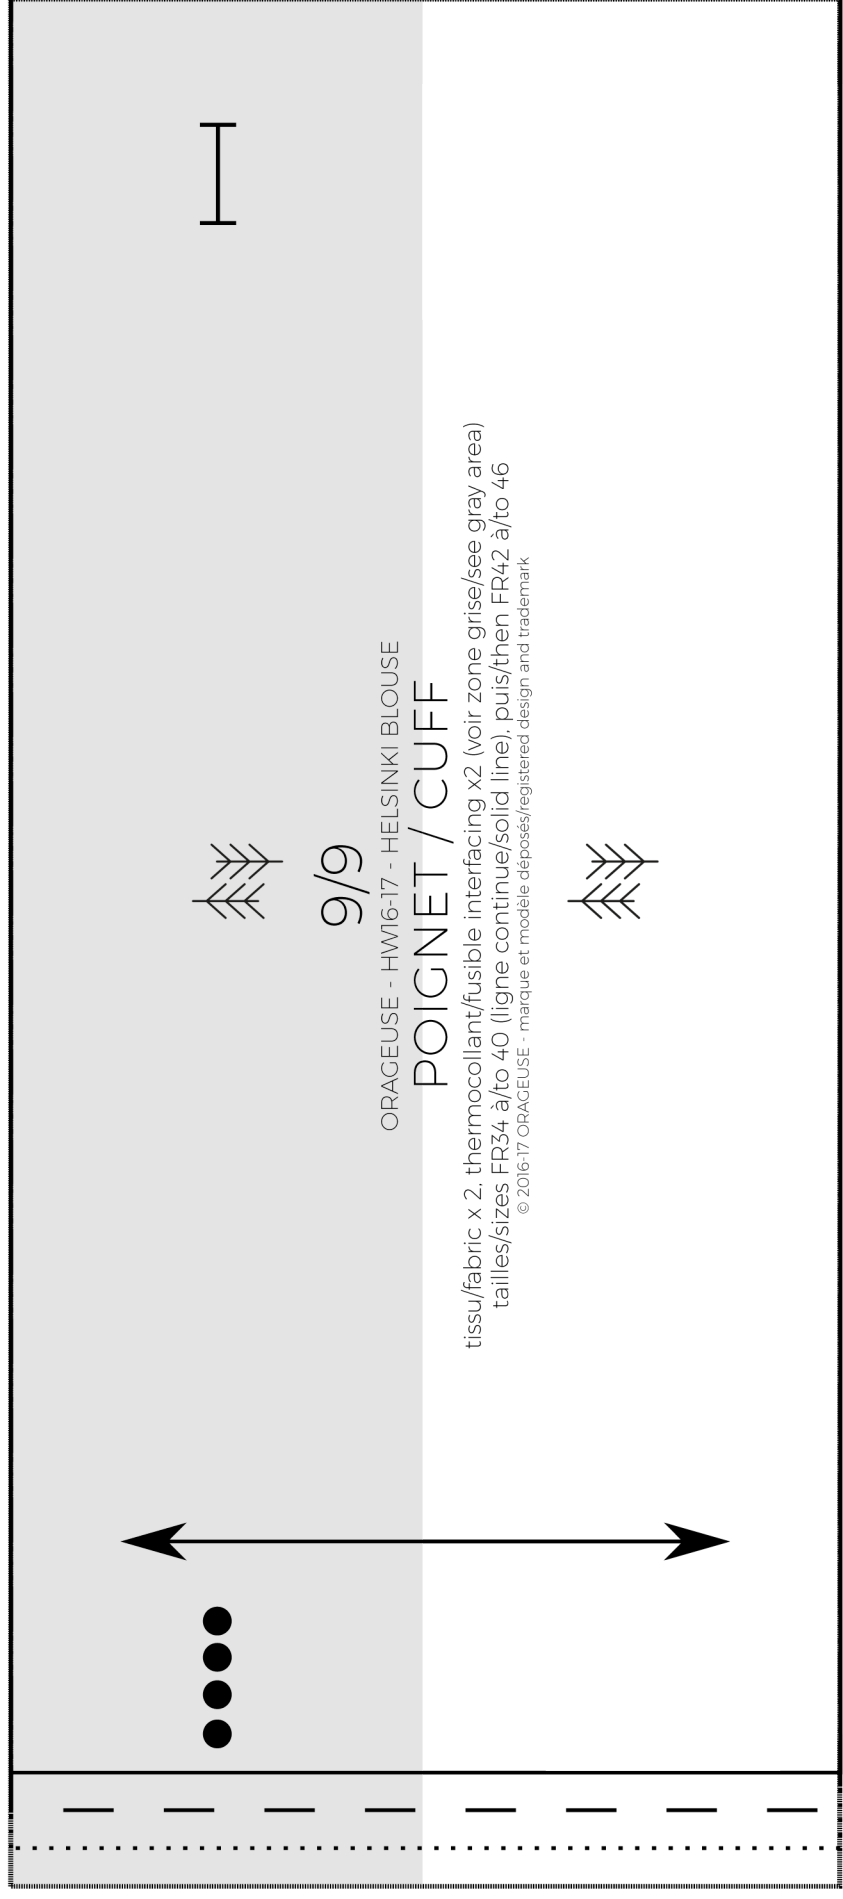 9/9
ORAGEUSE - HW16-17 - HELSINKI BLOUSE
POIGNET / CUFF
tissu/fabric x 2, thermocollant/fusible interfacing x2 (voir zone grise/see gray area)
tailles/sizes FR34 à/to 40 (ligne continue/solid line), puis/then FR42 à/to 46
© 2016-17 ORAGEUSE - marque et modèle déposés/registered design and trademark